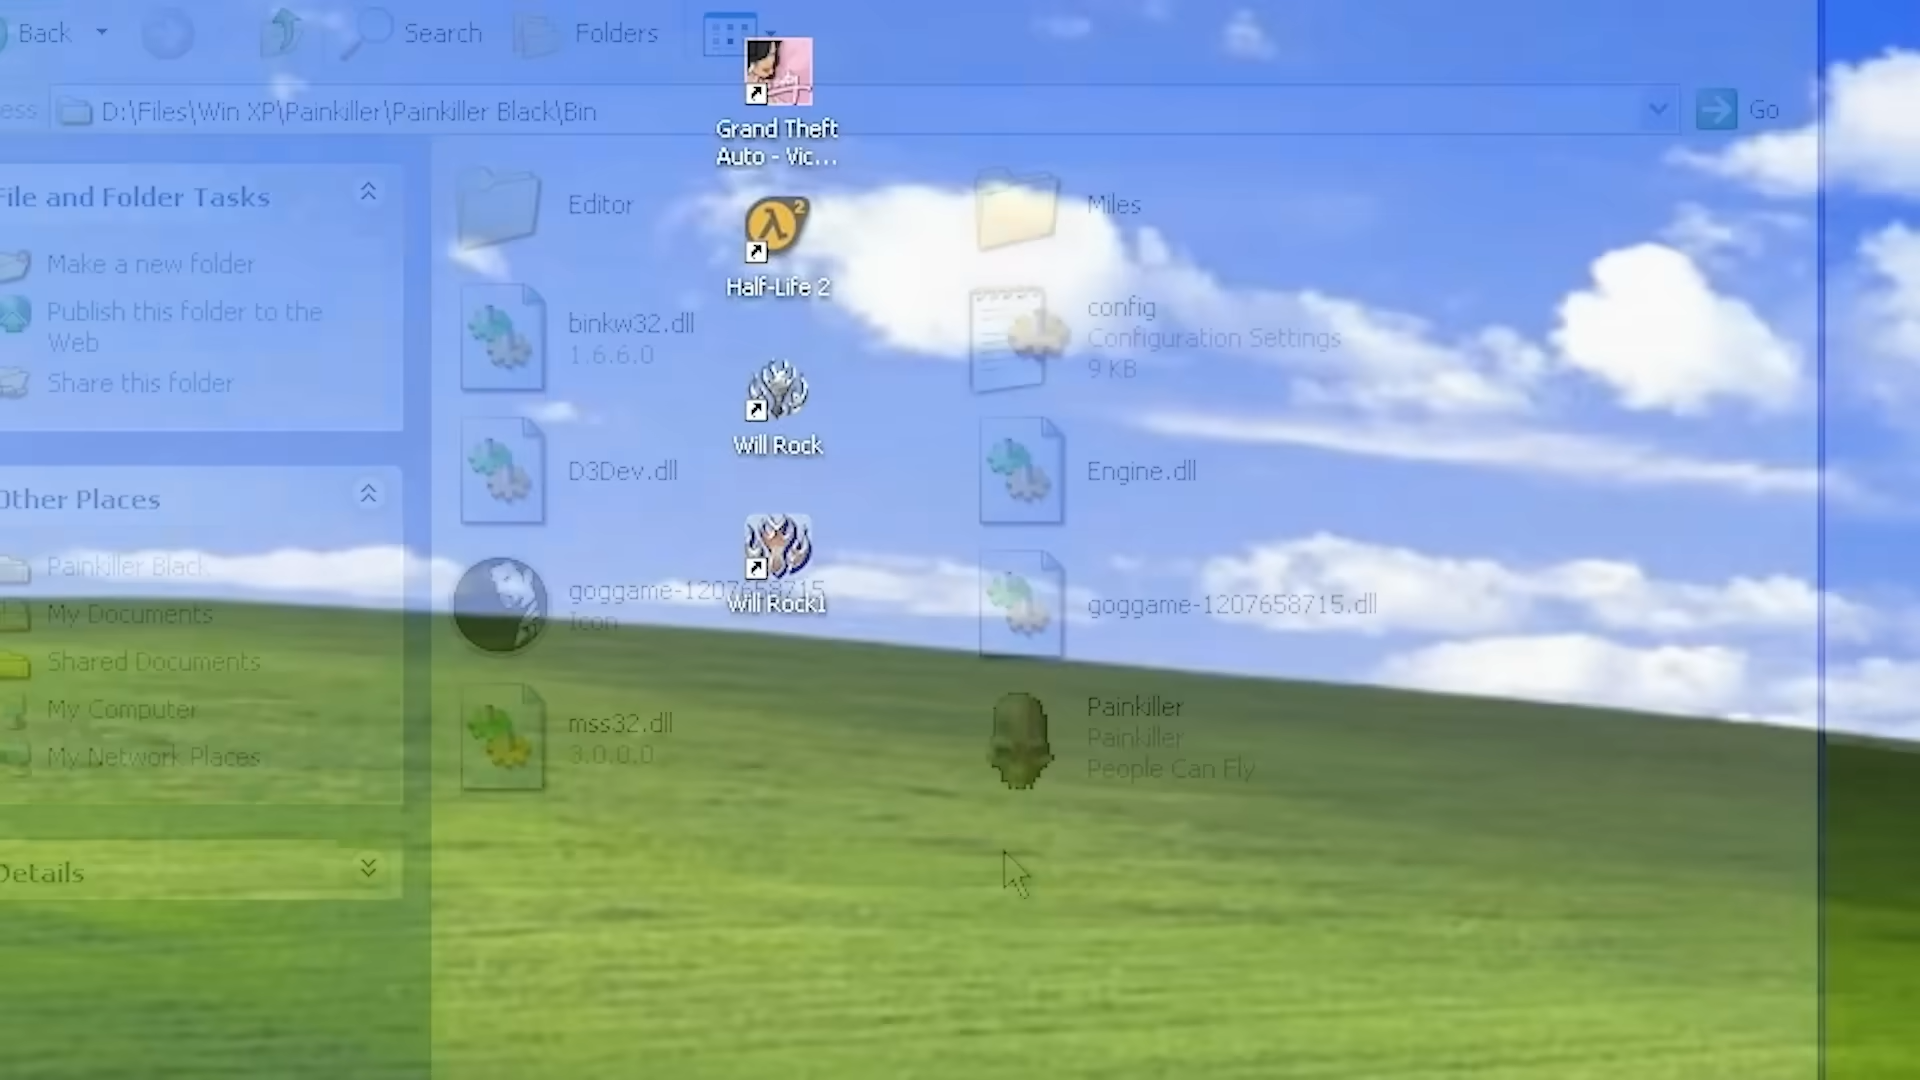 Back
Search
Folders
ess
D:\Files\Win XP\Painkiller\Painkiller Black\Bin
Go
File and Folder Tasks
Make a new folder
Publish this folder to the
Web
Share this folder
Other Places
Painkiller Black
My Documents
Shared Documents
My Computer
My Network Places
Details
Editor
Miles
binkw32.dll
1.6.6.0
config
Configuration Settings
9 KB
D3Dev.dll
Engine.dll
goggame-1207658715
Icon
goggame-1207658715.dll
mss32.dll
3.0.0.0
Painkiller
Painkiller
People Can Fly
Grand Theft
Auto - Vic...
2
Half-Life 2
Will Rock
Will Rock1